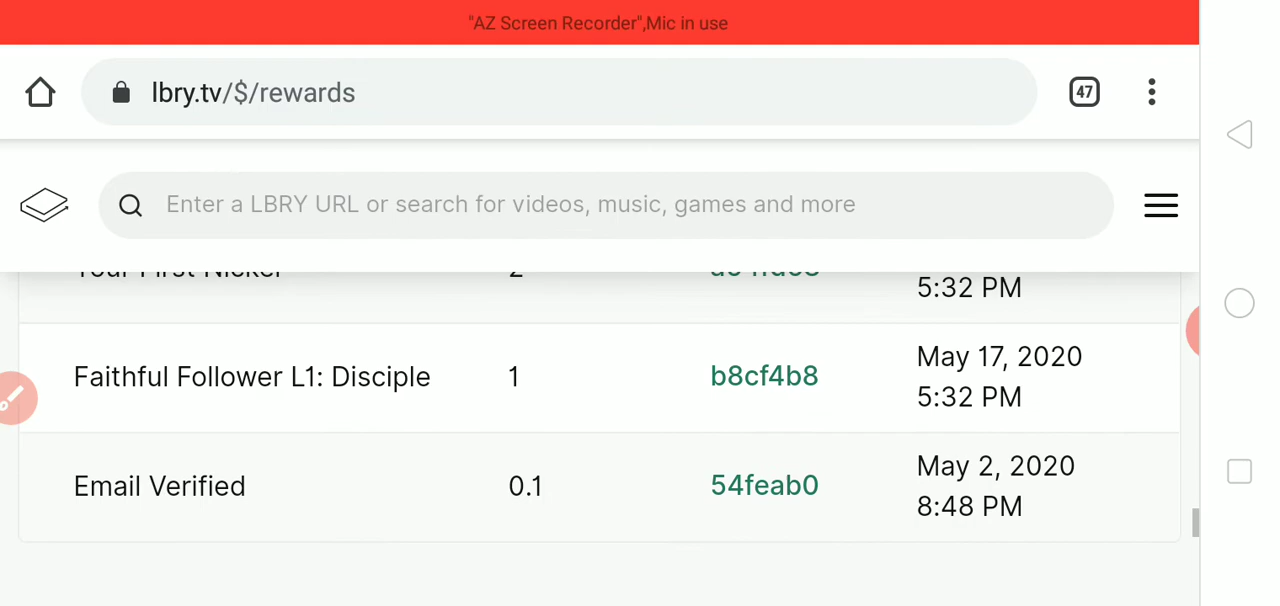 "AZ Screen Recorder",Mic in use
lbry.tv/$/rewards
47
Enter a LBRY URL or search for videos, music, games and more
5:32 PM
Faithful Follower L1: Disciple 1 b8cf4b8 May 17, 2020
5:32 PM
Email Verified 0.1 54feab0 May 2, 2020
8:48 PM